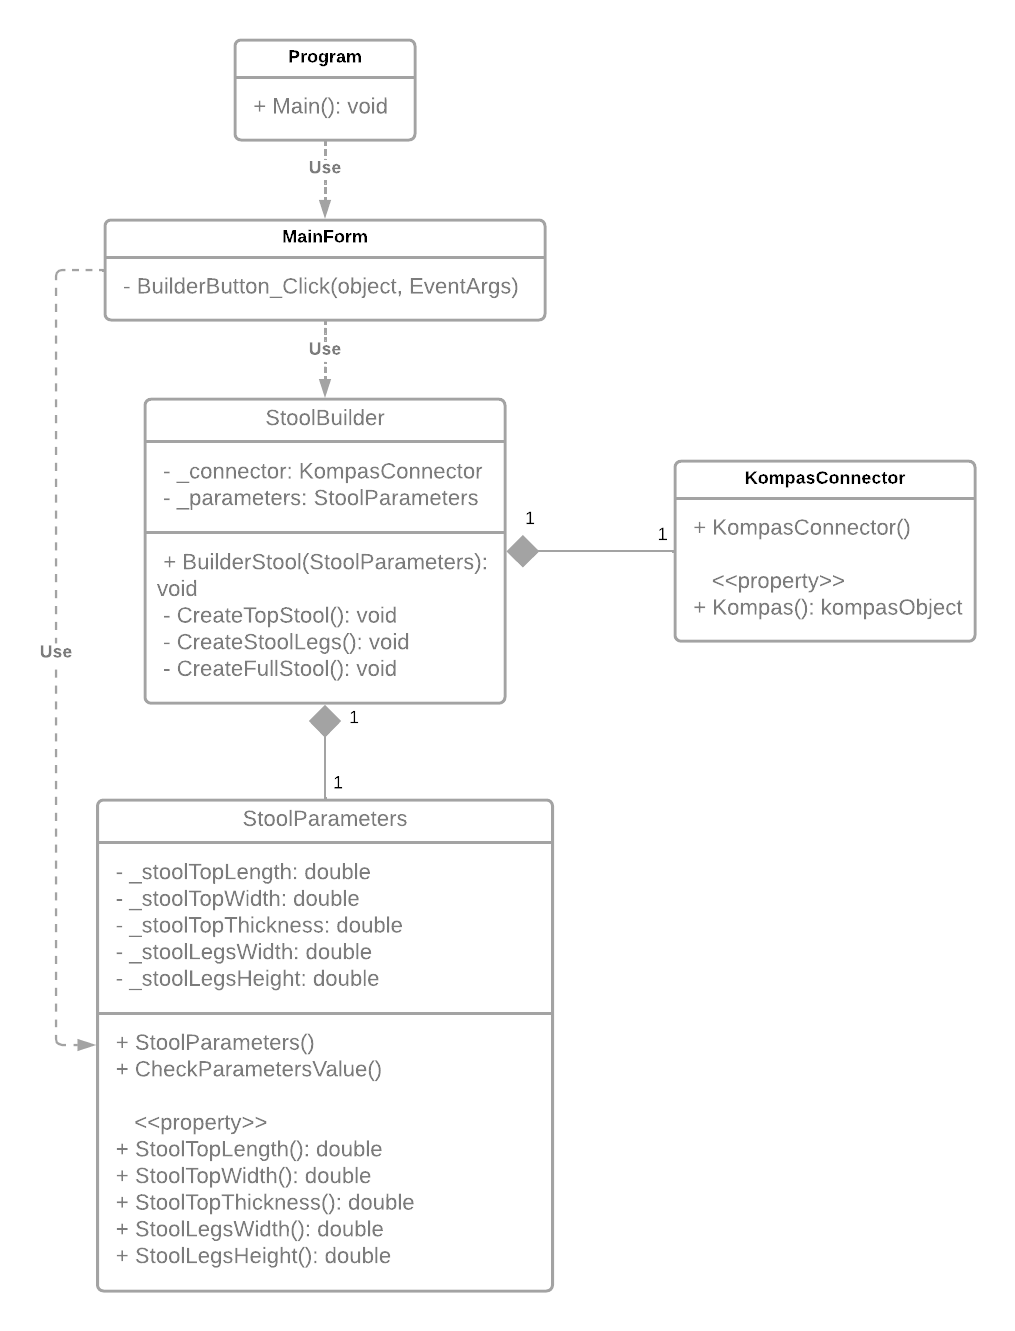 Program
+ Main(): void
Use
MainForm
- BuilderButton_Click(object, EventArgs)
Use
StoolBuilder
- _connector: KompasConnector
- _parameters: StoolParameters
+ BuilderStool(StoolParameters):
void
- CreateTopStool(): void
- CreateStoolLegs(): void
- CreateFullStool(): void
1
1
KompasConnector
+ KompasConnector()
<<property>>
+ Kompas(): kompasObject
Use
1
1
StoolParameters
- _stoolTopLength: double
- _stoolTopWidth: double
- _stoolTopThickness: double
- _stoolLegsWidth: double
- _stoolLegsHeight: double
+ StoolParameters()
+ CheckParametersValue()
<<property>>
+ StoolTopLength(): double
+ StoolTopWidth(): double
+ StoolTopThickness(): double
+ StoolLegsWidth(): double
+ StoolLegsHeight(): double